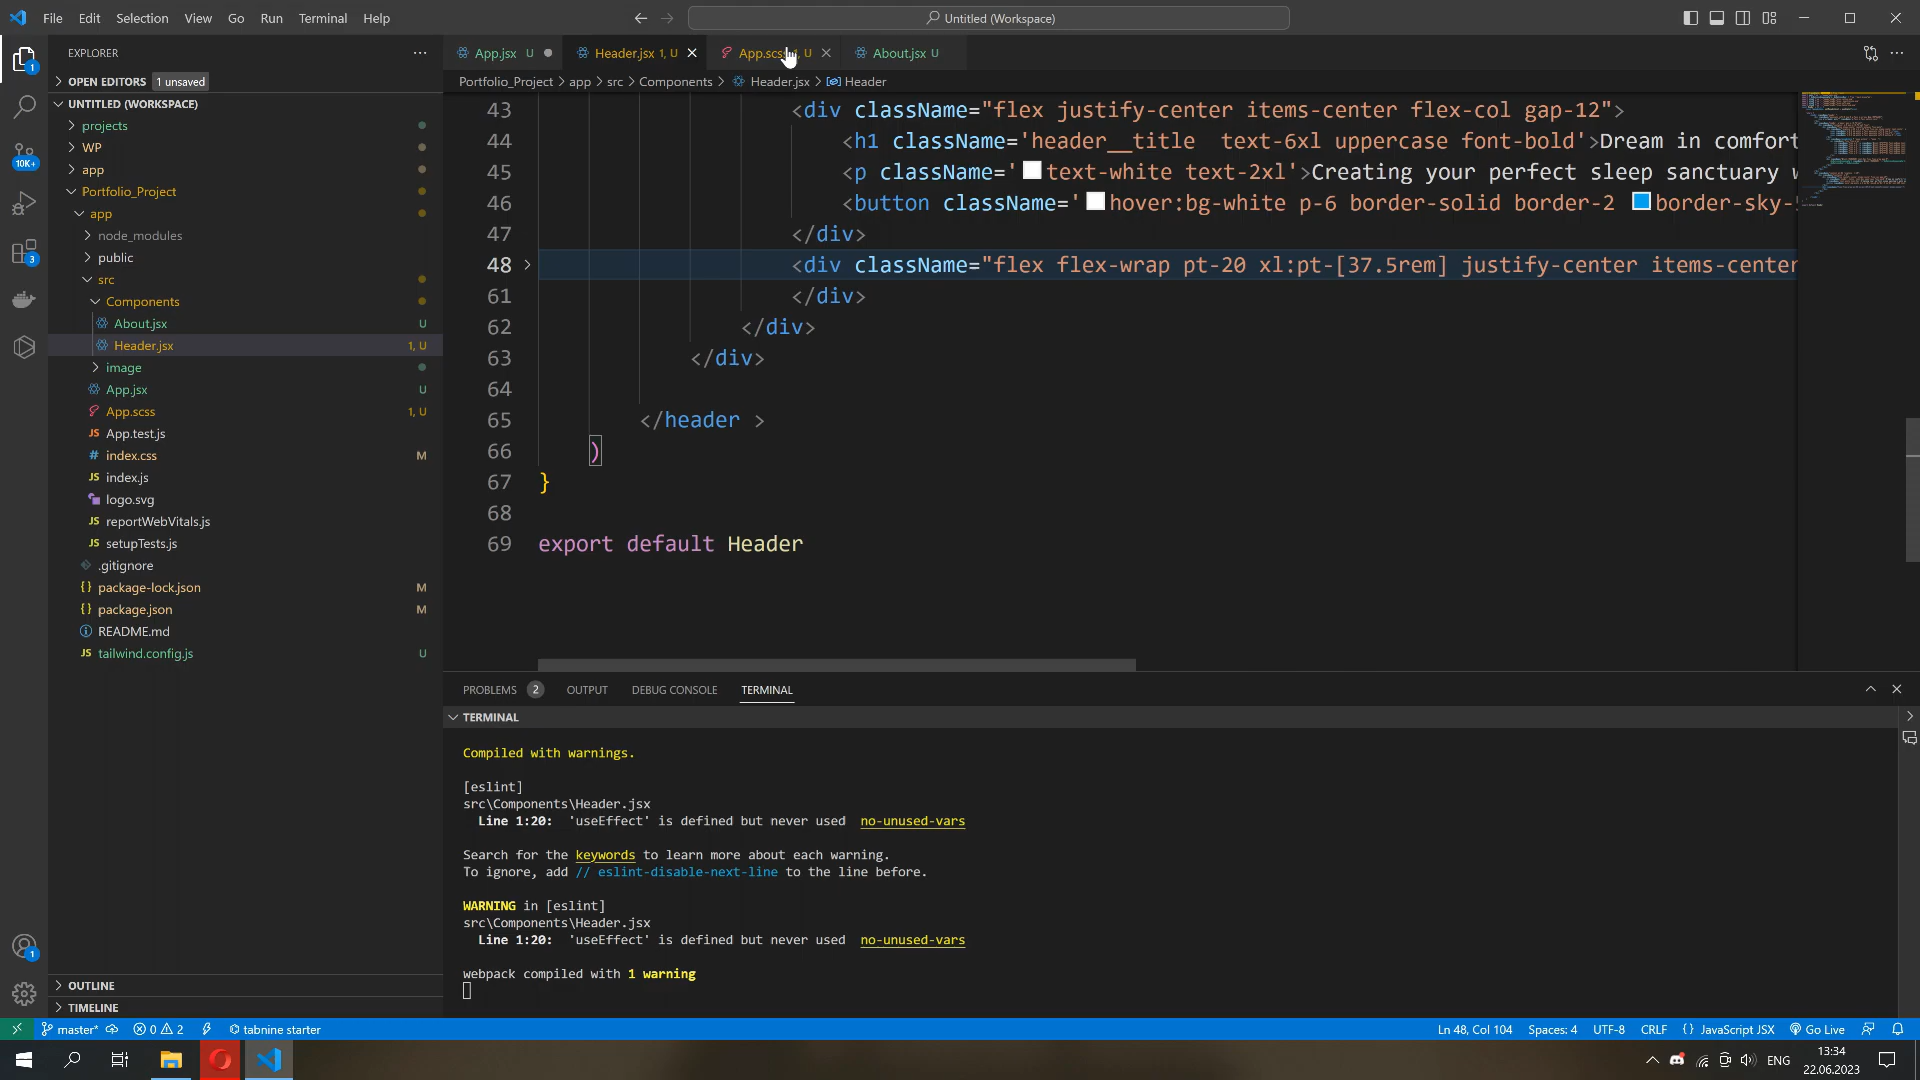 File Edit Selection View Go Run Terminal Help
Untitled (Workspace)
EXPLORER
App.jsx U
Header.jsx 1, U
App.scss 1, U
About.jsx U
OPEN EDITORS 1 unsaved
Portfolio_Project > app > src > Components > Header.jsx > Header
UNTITLED (WORKSPACE)
projects
WP
app
Portfolio_Project
app
node_modules
public
src
Components
About.jsx U
Header.jsx 1, U
image
App.jsx U
App.scss 1, U
App.test.js
index.css M
index.js
logo.svg
reportWebVitals.js
setupTests.js
.gitignore
package-lock.json M
package.json M
README.md
tailwind.config.js U
OUTLINE
TIMELINE
1
10K+
3
1
43 <div className="flex justify-center items-center flex-col gap-12">
44 <h1 className='header__title  text-6xl uppercase font-bold'>Dream in comfort
45 <p className='text-white text-2xl'>Creating your perfect sleep sanctuary
46 <button className='hover:bg-white p-6 border-solid border-2 border-sky-
47 </div>
48 <div className="flex flex-wrap pt-20 xl:pt-[37.5rem] justify-center items-center
61 </div>
62 </div>
63 </div>
64
65 </header >
66 )
67 }
68
69 export default Header
PROBLEMS 2 OUTPUT DEBUG CONSOLE TERMINAL
TERMINAL
Compiled with warnings.
[eslint]
src\Components\Header.jsx
Line 1:20:  'useEffect' is defined but never used  no-unused-vars
Search for the keywords to learn more about each warning.
To ignore, add // eslint-disable-next-line to the line before.
WARNING in [eslint]
src\Components\Header.jsx
Line 1:20:  'useEffect' is defined but never used  no-unused-vars
webpack compiled with 1 warning
master* 0 2 tabnine starter Ln 48, Col 104 Spaces: 4 UTF-8 CRLF {} JavaScript JSX Go Live
ENG
13:34
22.06.2023